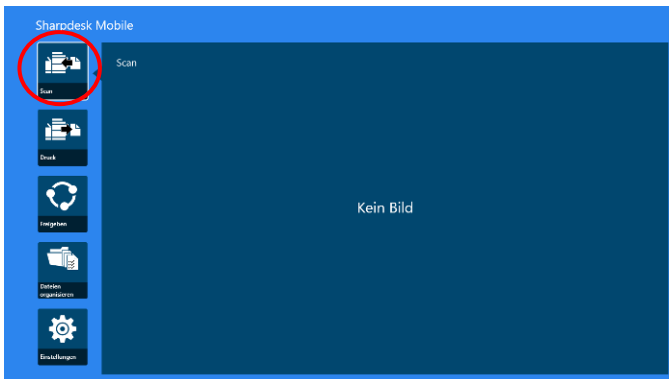 Sharpdesk Mobile
Scan
Scan
Druck
Freigeben
Dateien
organisieren
Einstellungen
Kein Bild